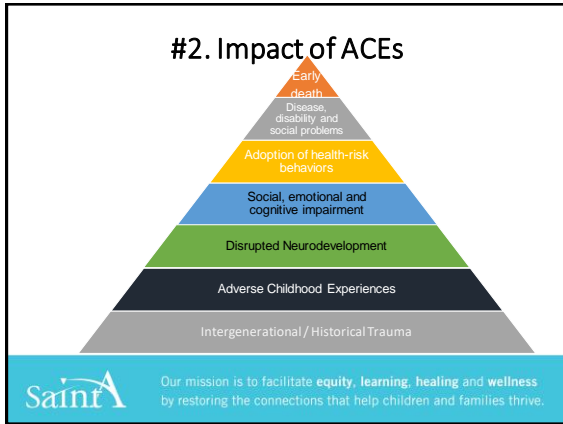 #2. Impact of ACEs
Early
death
Disease,
disability and
social problems
Adoption of health-risk
behaviors
Social, emotional and
cognitive impairment
Disrupted Neurodevelopment
Adverse Childhood Experiences
Intergenerational / Historical Trauma
SaintA
Our mission is to facilitate equity, learning, healing and wellness
by restoring the connections that help children and families thrive.